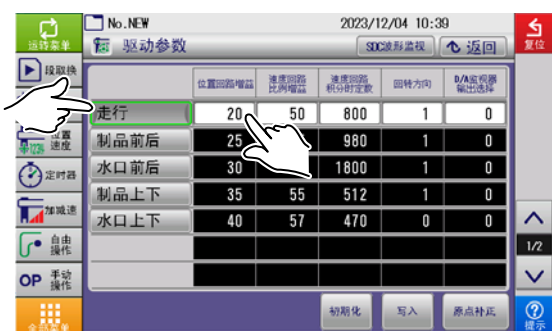 No.NEW 2023/12/04 10:39
运转菜单 驱动参数 SDC波形监视 返回 复位
段取换
位置回路增益 速度回路比例增益 速度回路积分时定数 回转方向 D/A监视器输出选择
走行 20 50 800 1 0
位置速度 制品前后 25 980 1 0
定时器 水口前后 30 1800 1 0
制品上下 35 55 512 1 0
加减速 水口上下 40 57 470 0 0
自由操作 1/2
OP 手动操作
初期化 写入 原点补正
全部菜单 提示